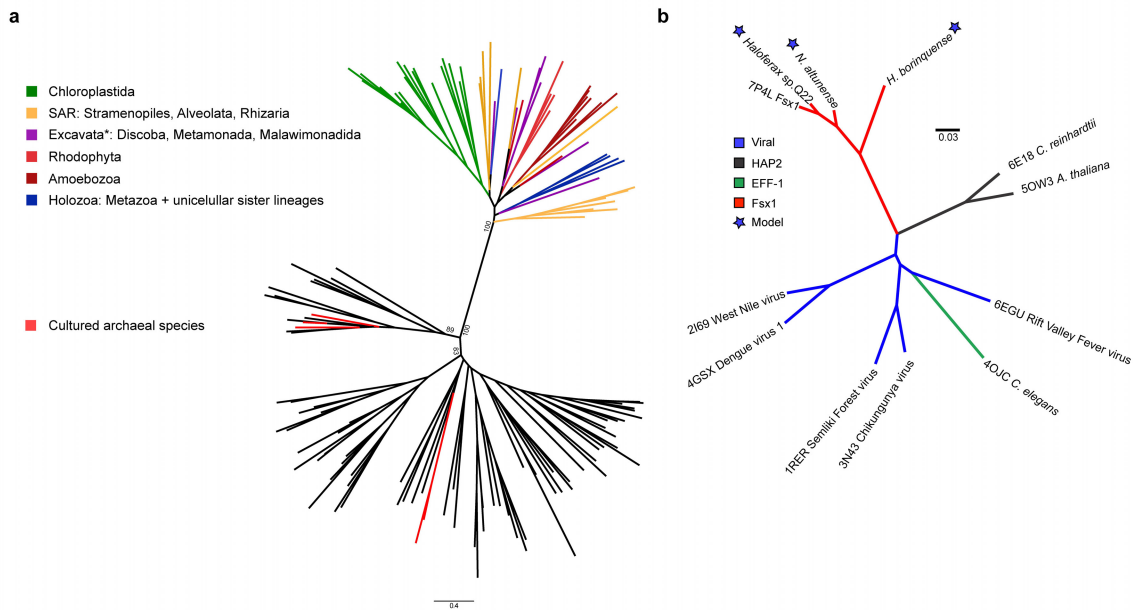 a
Chloroplastida
SAR: Stramenopiles, Alveolata, Rhizaria
Excavata*: Discoba, Metamonada, Malawimonadida
Rhodophyta
Amoebozoa
Holozoa: Metazoa + unicelullar sister lineages
Cultured archaeal species
100
89
100
83
0.4
b
Haloferax sp.Q22
N. altunense
H. borinquense
7P4L Fsx1
0.03
Viral
HAP2
EFF-1
Fsx1
Model
6E18 C. reinhardtii
5OW3 A. thaliana
2I69 West Nile virus
4GSX Dengue virus 1
1RER Semliki Forest virus
3N43 Chikungunya virus
4OJC C. elegans
6EGU Rift Valley Fever virus